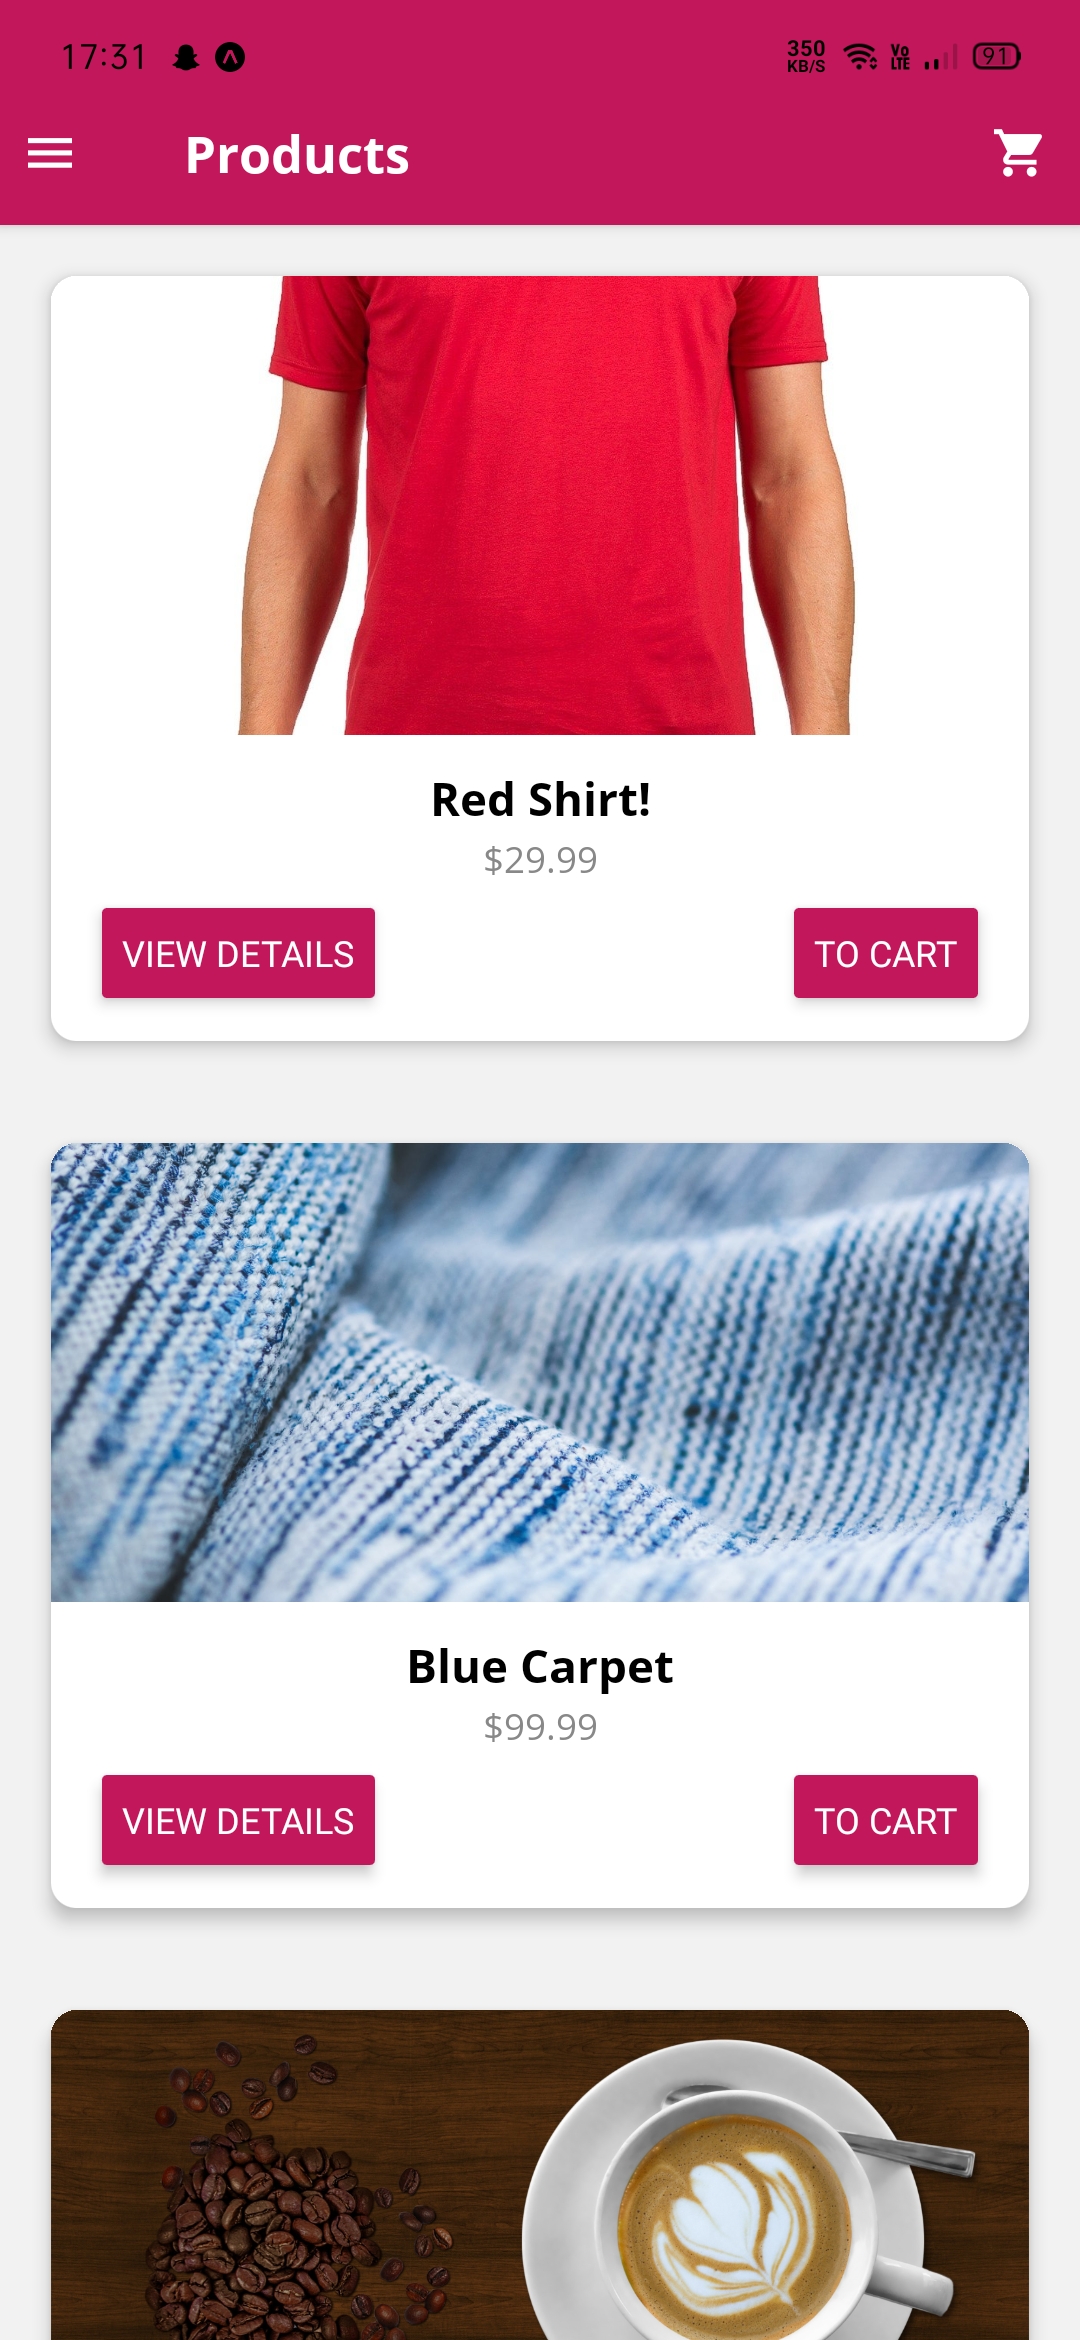 17:31 350 KB/S Vo LTE 91
Products
Red Shirt!
$29.99
VIEW DETAILS TO CART
Blue Carpet
$99.99
VIEW DETAILS TO CART